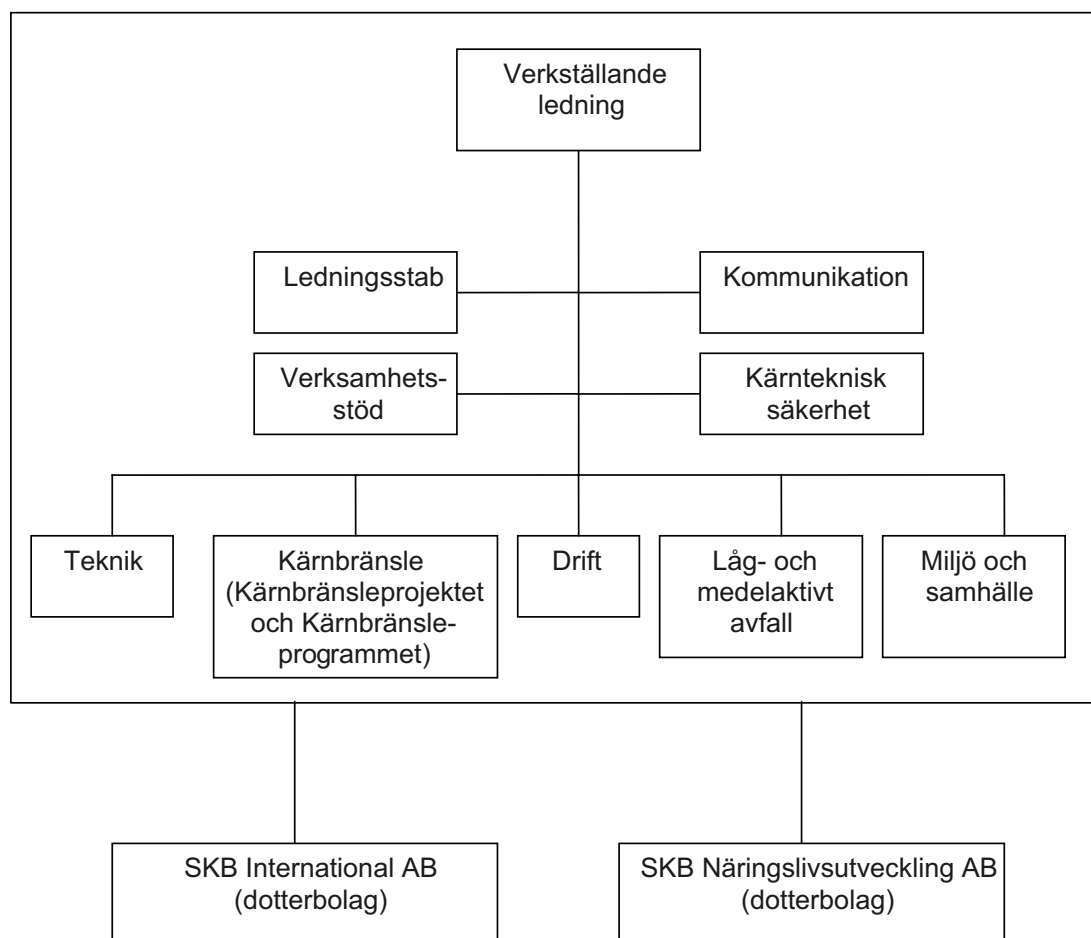 Verkställande
ledning
Ledningsstab
Kommunikation
Verksamhets-
stöd
Kärnteknisk
säkerhet
Teknik
Kärnbränsle
(Kärnbränsleprojektet
och Kärnbränsle-
programmet)
Drift
Låg- och
medelaktivt
avfall
Miljö och
samhälle
SKB International AB
(dotterbolag)
SKB Näringslivsutveckling AB
(dotterbolag)